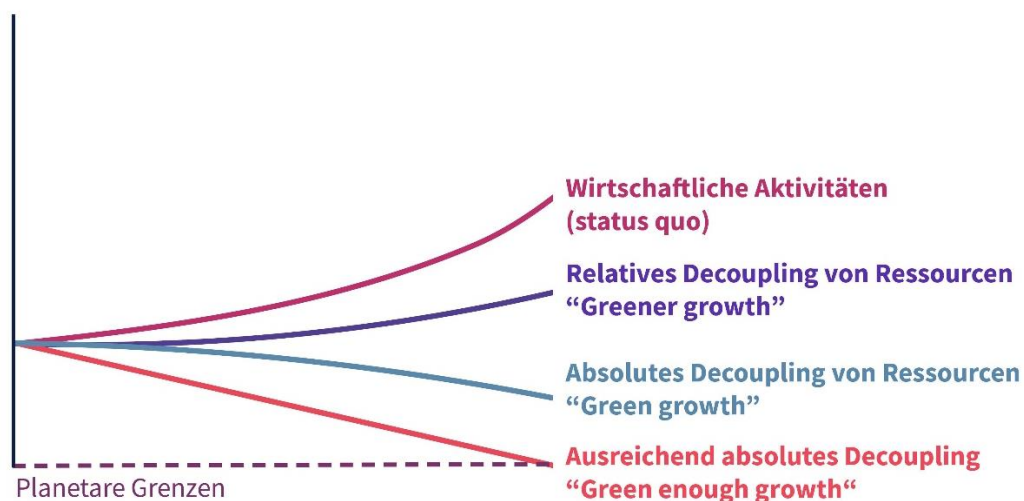 Wirtschaftliche Aktivitäten
(status quo)
Relatives Decoupling von Ressourcen
“Greener growth”
Absolutes Decoupling von Ressourcen
“Green growth”
Ausreichend absolutes Decoupling
“Green enough growth“
Planetare Grenzen